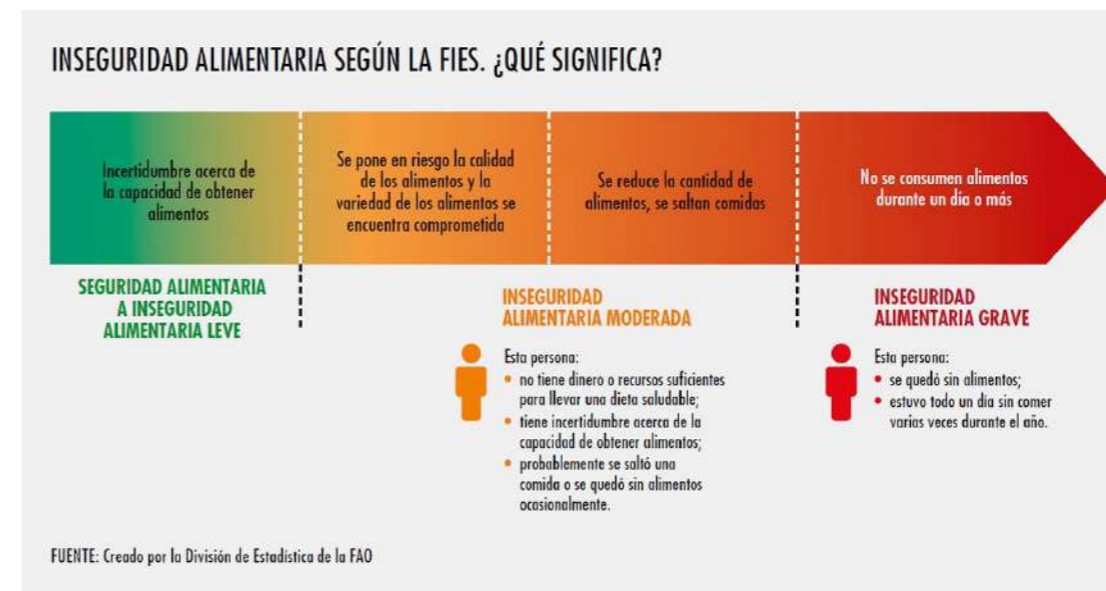 INSEGURIDAD ALIMENTARIA SEGÚN LA FIES. ¿QUÉ SIGNIFICA?
Incertidumbre acerca de
la capacidad de obtener
alimentos
Se pone en riesgo la calidad
de los alimentos y la
variedad de los alimentos se
encuentra comprometida
Se reduce la cantidad de
alimentos, se saltan comidas
No se consumen alimentos
durante un día o más
SEGURIDAD ALIMENTARIA
A INSEGURIDAD
ALIMENTARIA LEVE
INSEGURIDAD
ALIMENTARIA MODERADA
Esta persona:
• no tiene dinero o recursos suficientes
para llevar una dieta saludable;
• tiene incertidumbre acerca de la
capacidad de obtener alimentos;
• probablemente se saltó una
comida o se quedó sin alimentos
ocasionalmente.
INSEGURIDAD
ALIMENTARIA GRAVE
Esta persona:
• se quedó sin alimentos;
• estuvo todo un día sin comer
varias veces durante el año.
FUENTE: Creado por la División de Estadística de la FAO